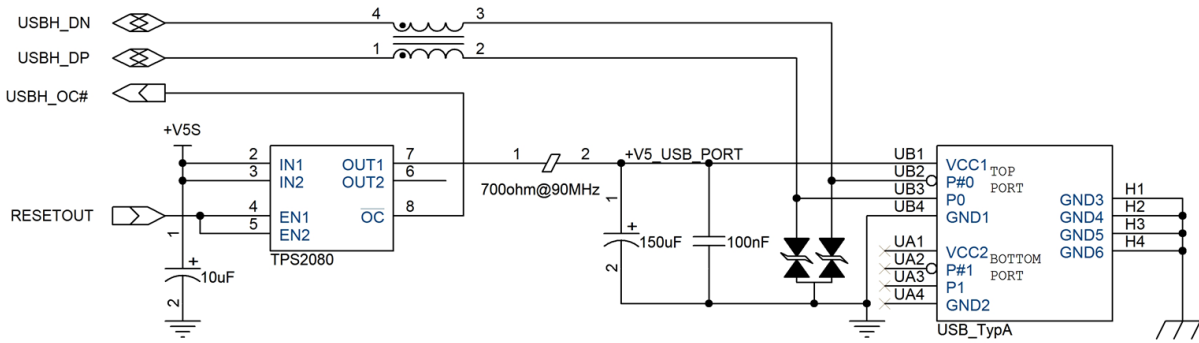 USBH_DN
4
3
USBH_DP
1
2
USBH_OC#
+V5S
2
IN1
OUT1
7
1
2
+V5_USB_PORT
UB1
VCC1
TOP
3
IN2
OUT2
6
700ohm@90MHz
UB2
P#0
PORT
UB3
P0
GND3
H1
RESETOUT
4
EN1
OC
8
UB4
GND1
GND4
H2
5
EN2
GND5
H3
TPS2080
GND6
H4
1
10uF
2
1
150uF
2
100nF
UA1
VCC2
BOTTOM
UA2
P#1
PORT
UA3
P1
UA4
GND2
USB_TypA